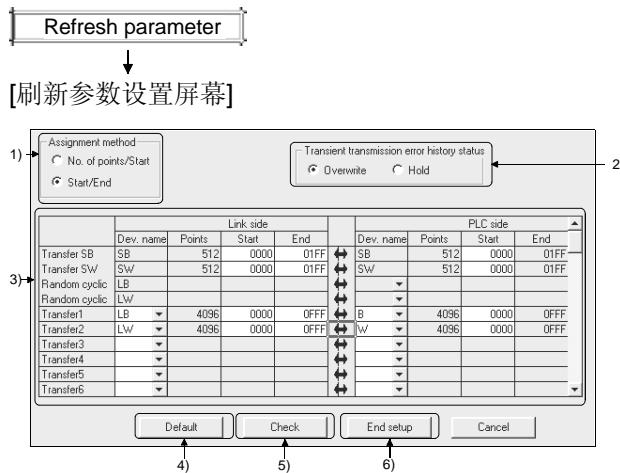 Refresh parameter
[刷新参数设置屏幕]
1)
Assignment method
No. of points/Start
Start/End
Transient transmission error history status
Overwrite Hold
2
3)
Link side PLC side
Dev. name Points Start End Dev. name Points Start End
Transfer SB SB 512 0000 01FF SB 512 0000 01FF
Transfer SW SW 512 0000 01FF SW 512 0000 01FF
Random cyclic LB
Random cyclic LW
Transfer1 LB 4096 0000 0FFF B 4096 0000 0FFF
Transfer2 LW 4096 0000 0FFF W 4096 0000 0FFF
Transfer3
Transfer4
Transfer5
Transfer6
Default Check End setup Cancel
4) 5) 6)